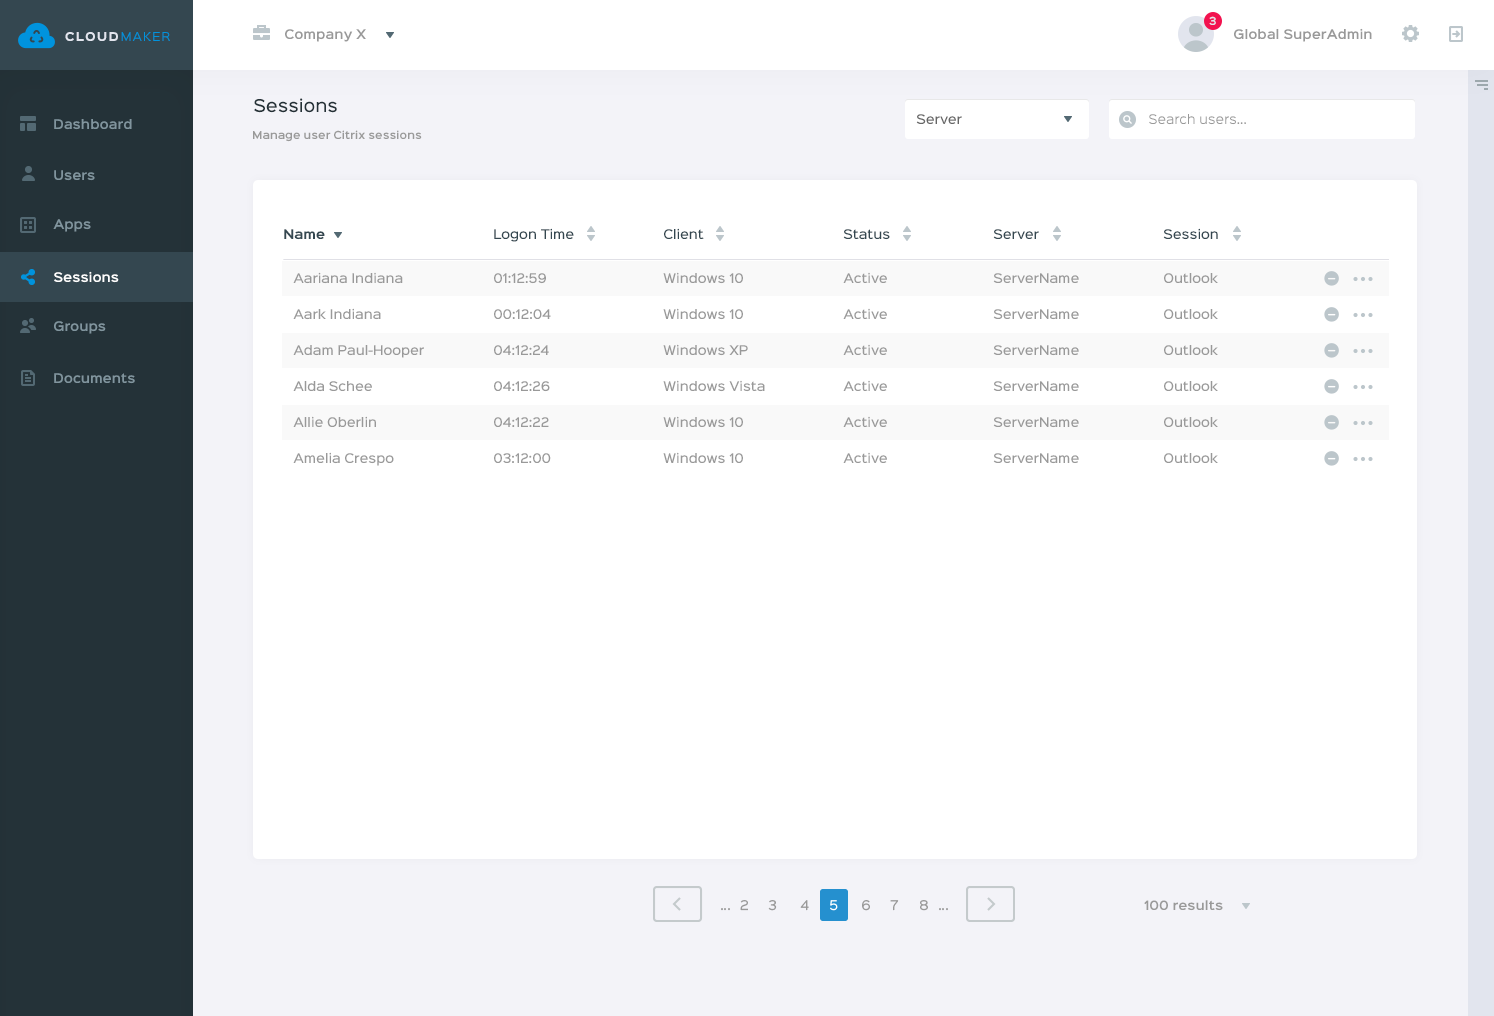 CLOUDMAKER
Company X
3
Global SuperAdmin
Dashboard
Users
Apps
Sessions
Groups
Documents
Sessions
Manage user Citrix sessions
Server
Search users...
Name Logon Time Client Status Server Session
Aariana Indiana 01:12:59 Windows 10 Active ServerName Outlook
Aark Indiana 00:12:04 Windows 10 Active ServerName Outlook
Adam Paul-Hooper 04:12:24 Windows XP Active ServerName Outlook
Alda Schee 04:12:26 Windows Vista Active ServerName Outlook
Allie Oberlin 04:12:22 Windows 10 Active ServerName Outlook
Amelia Crespo 03:12:00 Windows 10 Active ServerName Outlook
... 2 3 4 5 6 7 8 ...
100 results